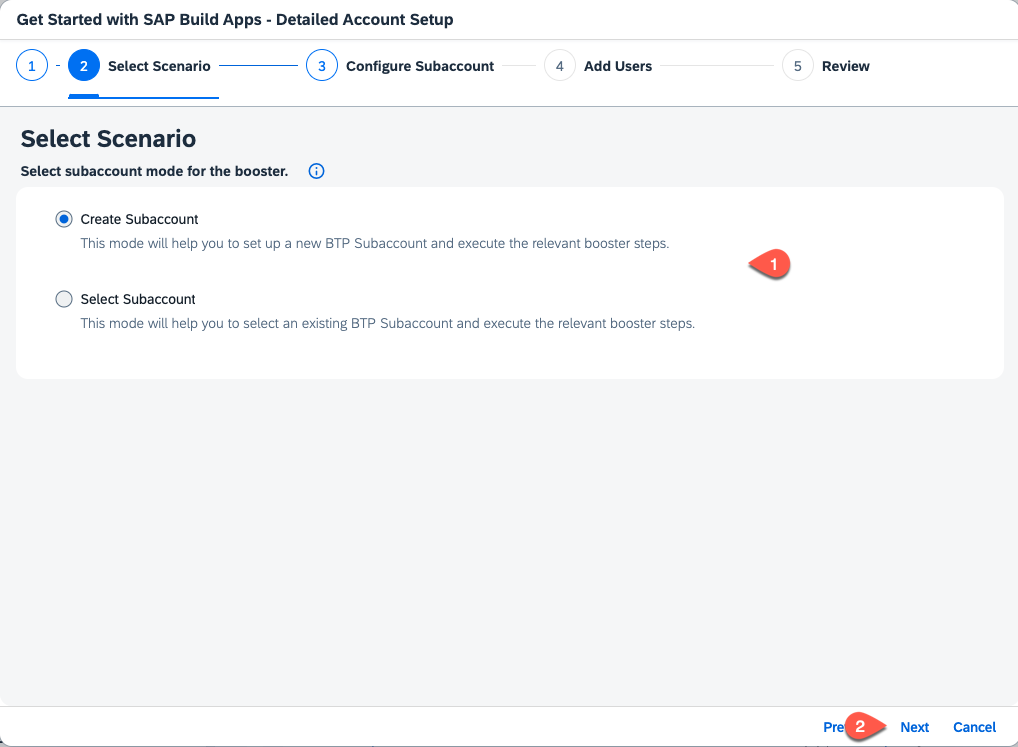 Get Started with SAP Build Apps - Detailed Account Setup
1 2 Select Scenario 3 Configure Subaccount 4 Add Users 5 Review
Select Scenario
Select subaccount mode for the booster.
Create Subaccount
This mode will help you to set up a new BTP Subaccount and execute the relevant booster steps.
1
Select Subaccount
This mode will help you to select an existing BTP Subaccount and execute the relevant booster steps.
2 Next Cancel